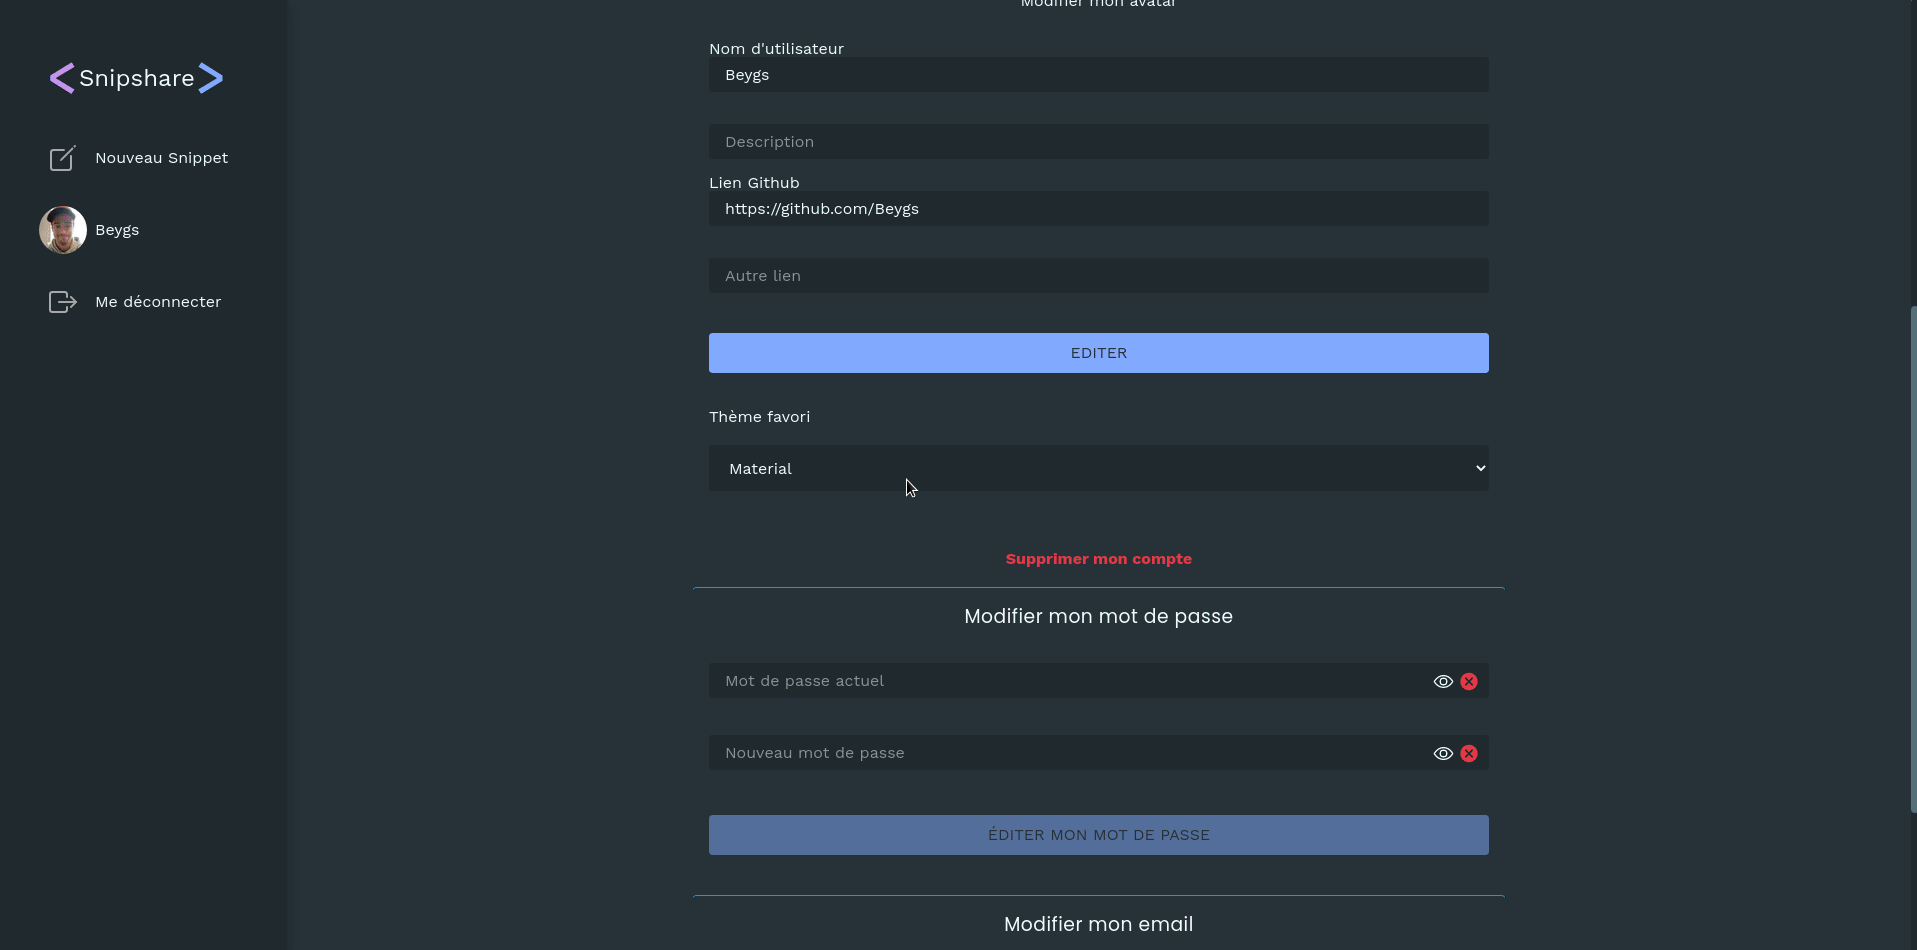 Snipshare
Nouveau Snippet
Beygs
Me déconnecter
Modifier mon avatar
Nom d'utilisateur
Beygs
Description
Lien Github
https://github.com/Beygs
Autre lien
EDITER
Thème favori
Material
Supprimer mon compte
Modifier mon mot de passe
Mot de passe actuel
Nouveau mot de passe
ÉDITER MON MOT DE PASSE
Modifier mon email